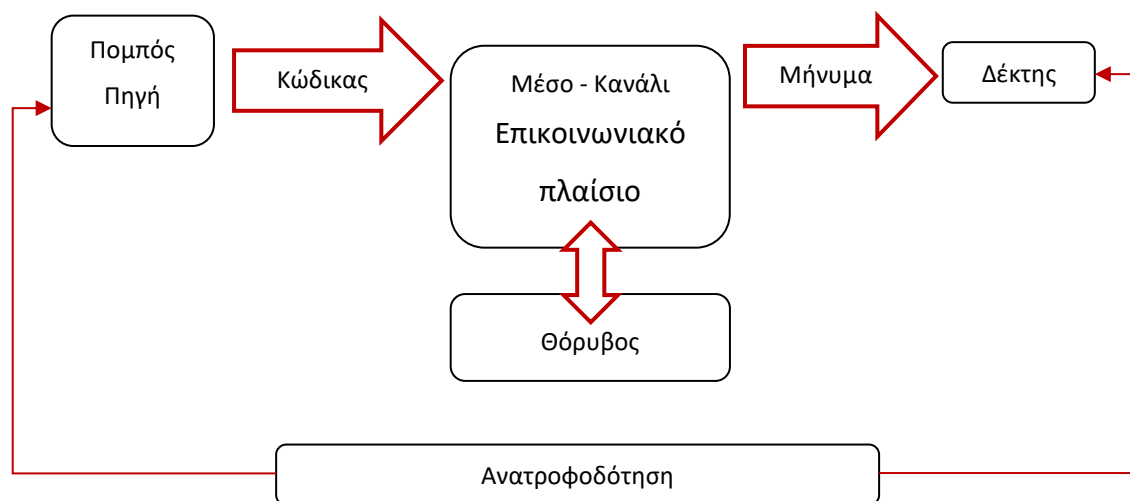 Πομπός
Πηγή
Κώδικας
Μέσο - Κανάλι
Επικοινωνιακό
πλαίσιο
Μήνυμα
Δέκτης
Θόρυβος
Ανατροφοδότηση